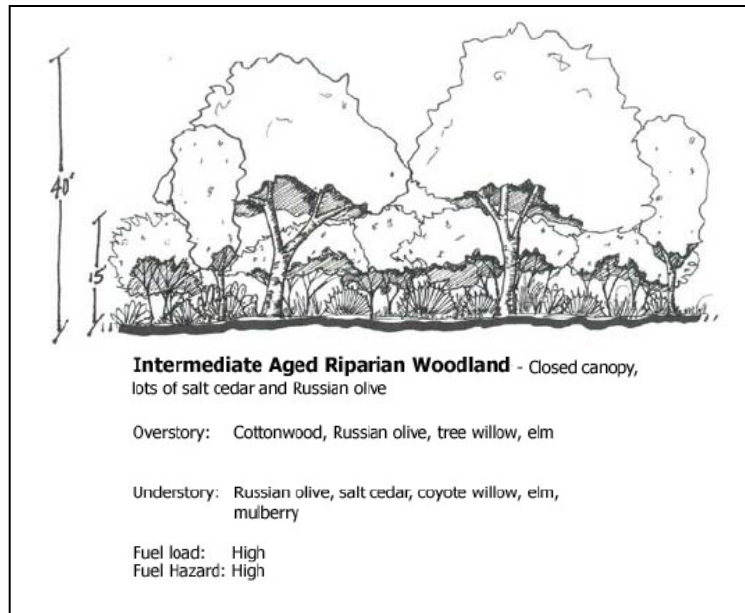 40'
15
Intermediate Aged Riparian Woodland - Closed canopy,
lots of salt cedar and Russian olive
Overstory: Cottonwood, Russian olive, tree willow, elm
Understory: Russian olive, salt cedar, coyote willow, elm,
mulberry
Fuel load: High
Fuel Hazard: High